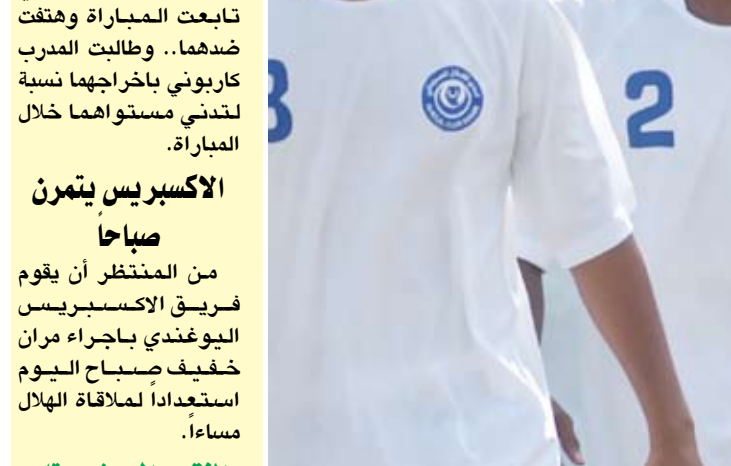 تابعت المباراة وهتفت
ضدهما.. وطالبت المدرب
كاربوني باخراجهما نسبة
لتدني مستواهما خلال
المباراة.
الاكسبريس يتمرن
صباحاً
من المنتظر أن يقوم
فريق الاكسبريس
اليوغندي باجراء مران
خفيف صباح اليوم
استعداداً لملاقاة الهلال
مساءاً.
2